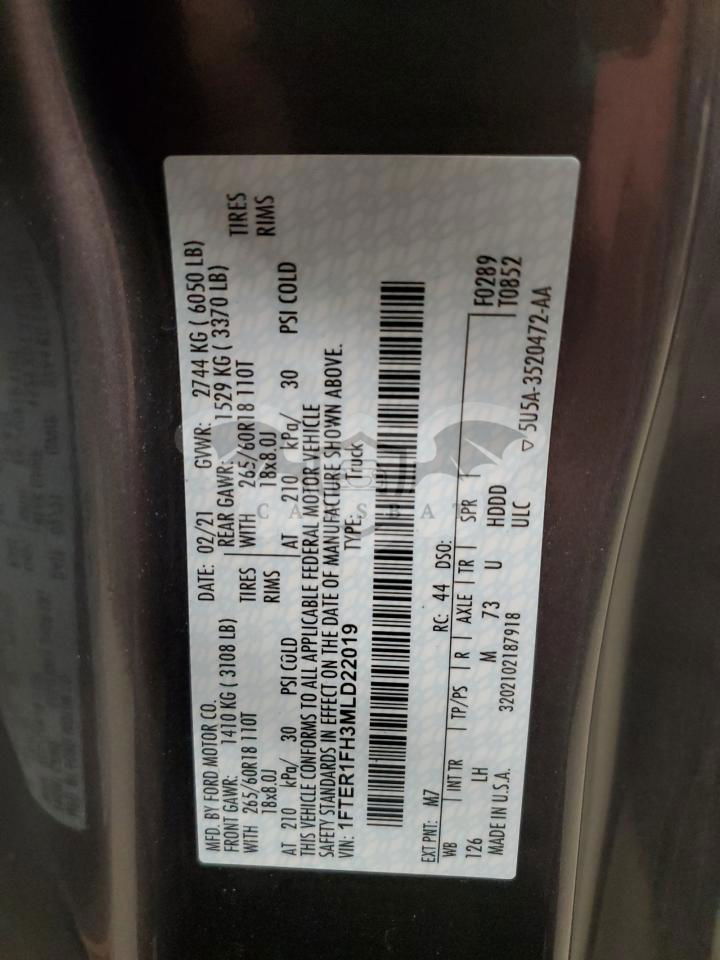 MFD. BY FORD MOTOR CO.
DATE: 02/21 GVWR: 2744 KG ( 6050 LB)
FRONT GAWR: 1410 KG ( 3108 LB) REAR GAWR: 1529 KG ( 3370 LB)
WITH 265/60R18 110T TIRES WITH 265/60R18 110T TIRES
18x8.0J RIMS 18x8.0J RIMS
AT 210 kPa/ 30 PSI COLD AT 210 kPa/ 30 PSI COLD
THIS VEHICLE CONFORMS TO ALL APPLICABLE FEDERAL MOTOR VEHICLE
SAFETY STANDARDS IN EFFECT ON THE DATE OF MANUFACTURE SHOWN ABOVE.
VIN: 1FTER1FH3MLD22019 TYPE: Truck
EXT PNT: M7 RC: 44 DSO:
WB INT TR TP/PS R AXLE TR SPR F0289
T0852
126 LH M 73 U HDDD
MADE IN U.S.A. 3202102187918 ULC
▽5U5A-3520472-AA